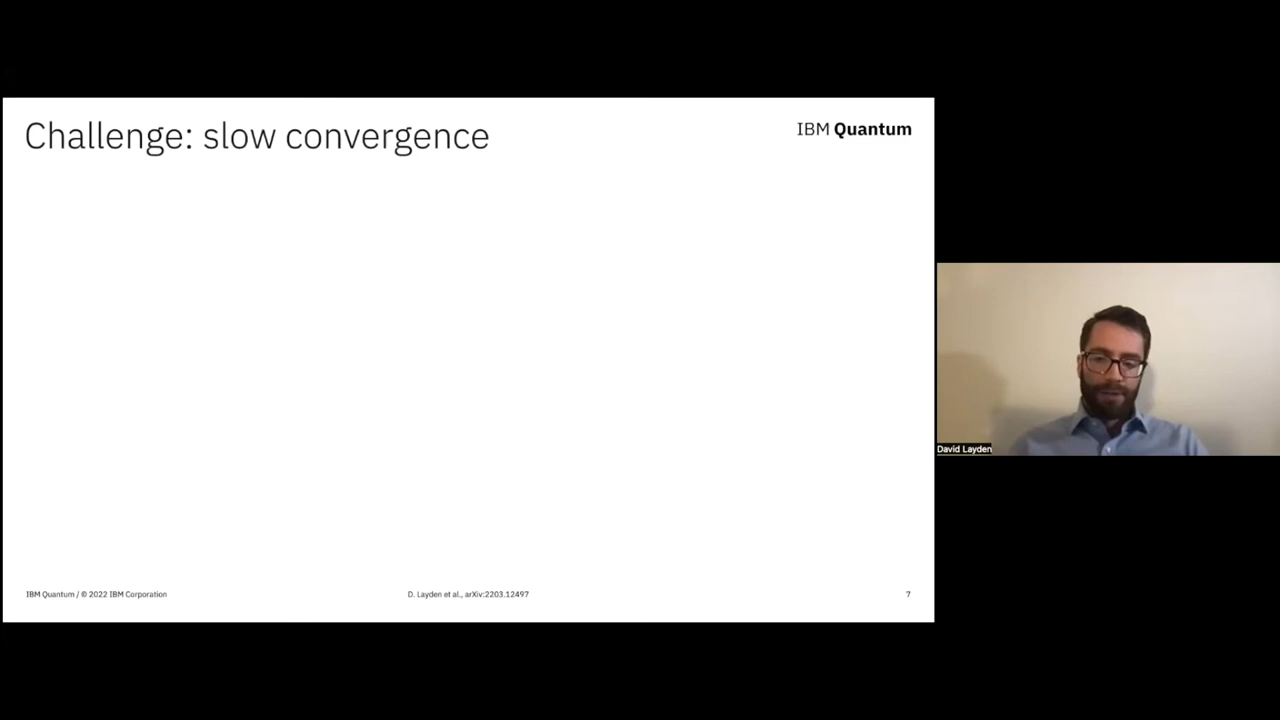 Challenge: slow convergence
IBM Quantum
David Layden
IBM Quantum / © 2022 IBM Corporation
D. Layden et al., arXiv:2203.12497
7